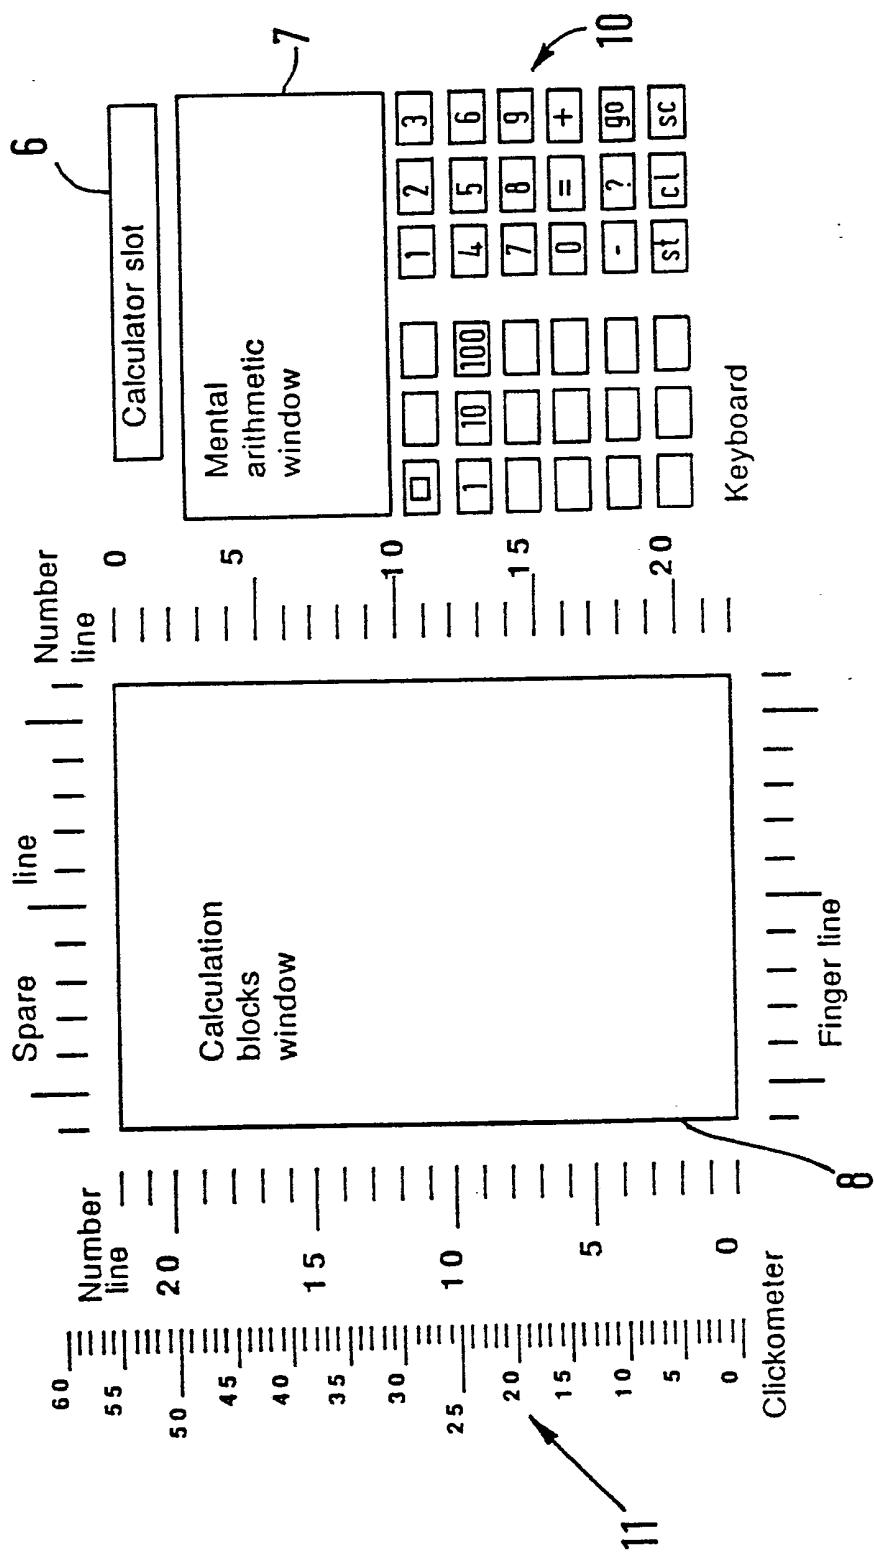 Spare line
Number
line
60
55
50
45
40
35
30
25
20
15
10
5
0
Clickometer
11
Number
line
20
15
10
5
0
Calculation
blocks
window
8
Finger line
0
5
10
15
20
6
Calculator slot
7
Mental
arithmetic
window
1 2 3
1 10 100 4 5 6
7 8 9
0 = +
- ? go
st cl sc
Keyboard
10